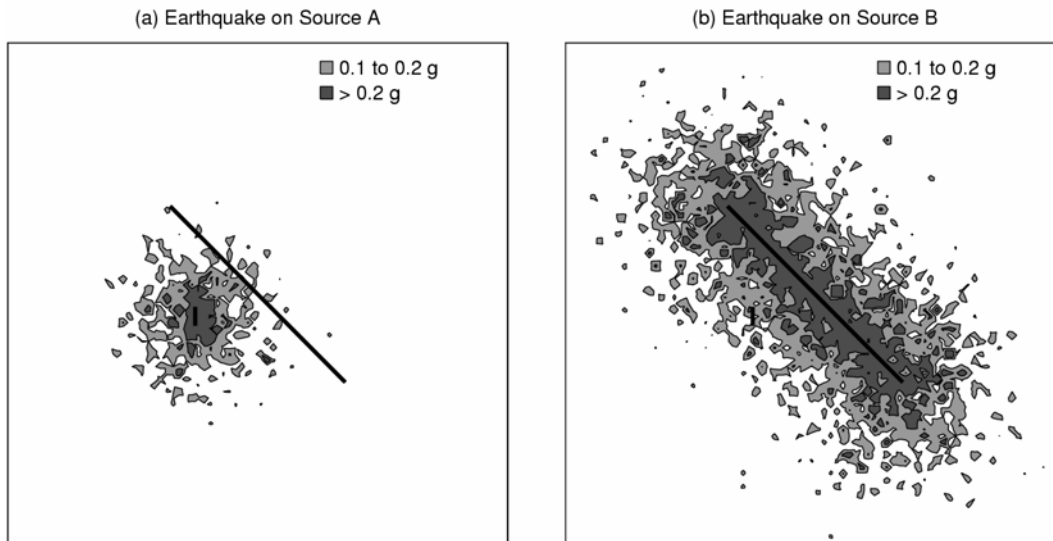 (a) Earthquake on Source A
0.1 to 0.2 g
> 0.2 g
(b) Earthquake on Source B
0.1 to 0.2 g
> 0.2 g